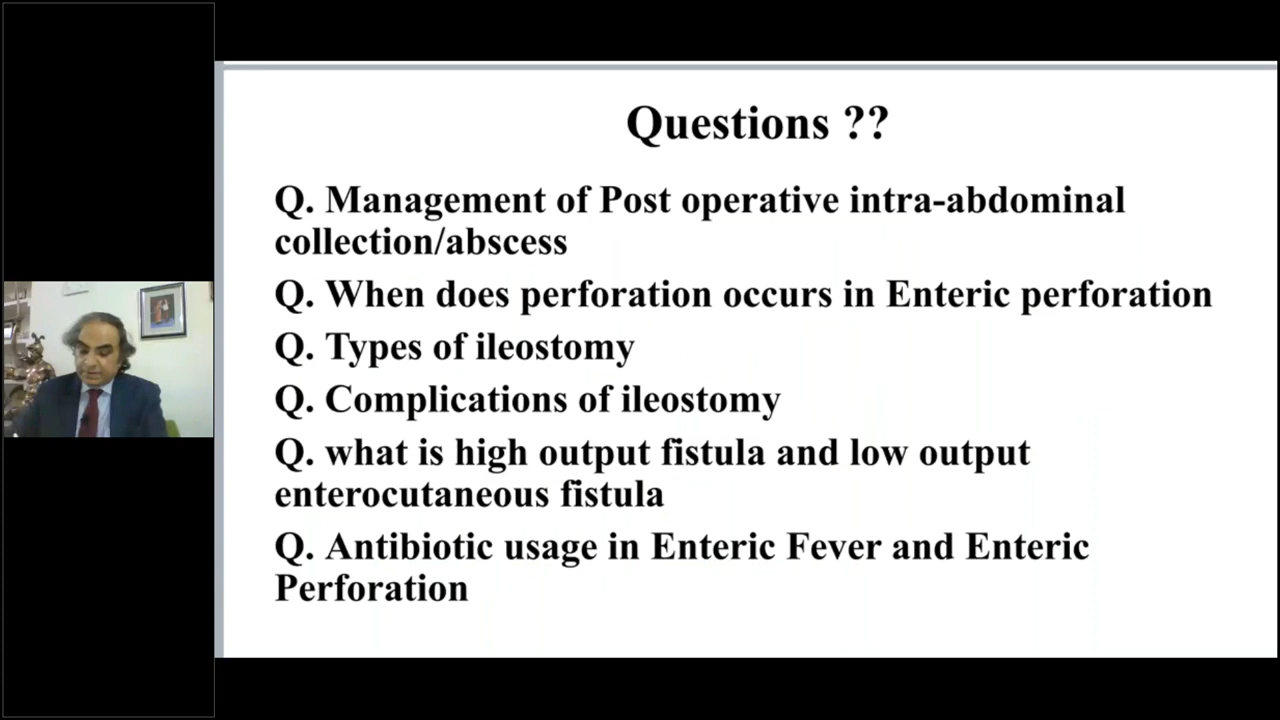 Questions ??
Q. Management of Post operative intra-abdominal
collection/abscess
Q. When does perforation occurs in Enteric perforation
Q. Types of ileostomy
Q. Complications of ileostomy
Q. what is high output fistula and low output
enterocutaneous fistula
Q. Antibiotic usage in Enteric Fever and Enteric
Perforation